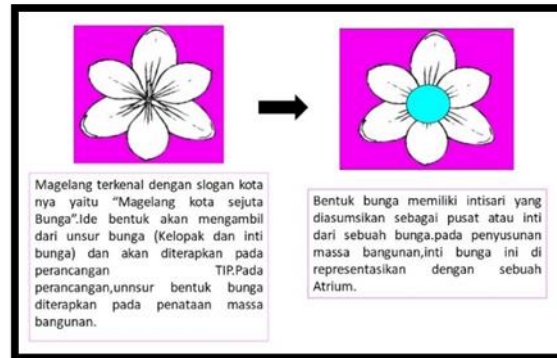 Magelang terkenal dengan slogan kota
nya yaitu “Magelang kota sejuta
Bunga”.Ide bentuk akan mengambil
dari unsur bunga (Kelopak dan inti
bunga) dan akan diterapkan pada
perancangan TIP.Pada
perancangan,unnsur bentuk bunga
diterapkan pada penataan massa
bangunan.
Bentuk bunga memiliki intisari yang
diasumsikan sebagai pusat atau inti
dari sebuah bunga.pada penyusunan
massa bangunan,inti bunga ini di
representasikan dengan sebuah
Atrium.